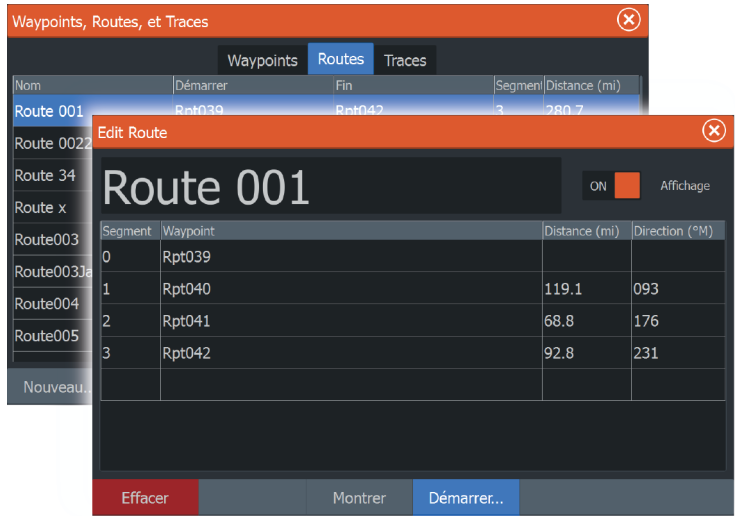 Waypoints, Routes, et Traces
Waypoints Routes Traces
Nom Démarrer Fin Segment Distance (mi)
Route 001 Rpt039 Rpt042 3 280.7
Route 0022
Route 34
Route x
Route003
Route003Ja
Route004
Route005
Nouveau...
Edit Route
Route 001 ON Affichage
Segment Waypoint Distance (mi) Direction (°M)
0 Rpt039
1 Rpt040 119.1 093
2 Rpt041 68.8 176
3 Rpt042 92.8 231
Effacer Montrer Démarrer...